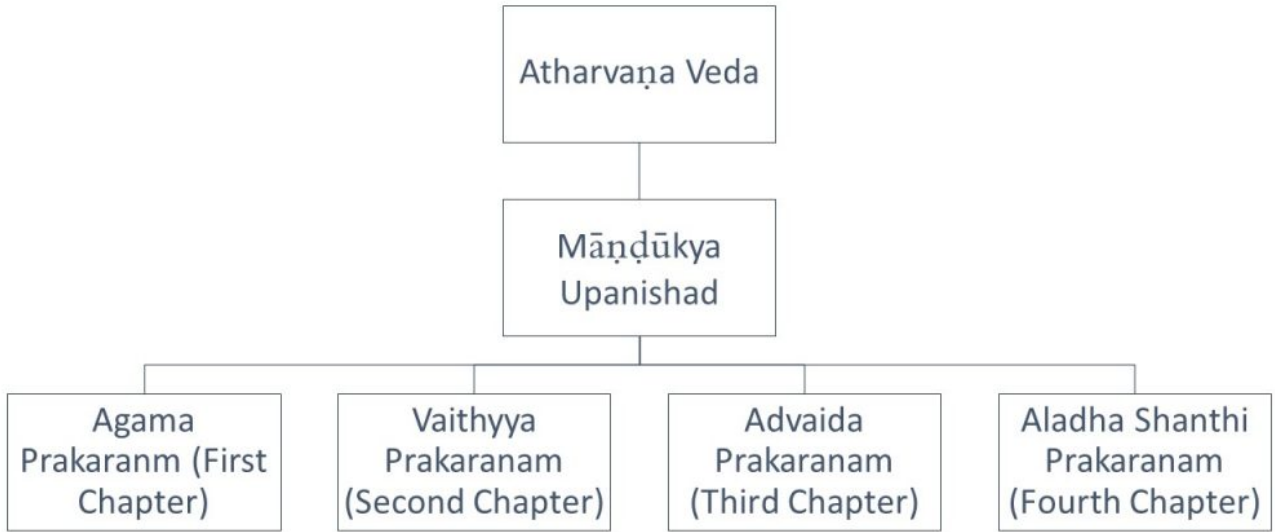 Atharvaṇa Veda
Māṇḍūkya
Upanishad
Agama
Prakaranm (First
Chapter)
Vaithyya
Prakaranam
(Second Chapter)
Advaida
Prakaranam
(Third Chapter)
Aladha Shanthi
Prakaranam
(Fourth Chapter)